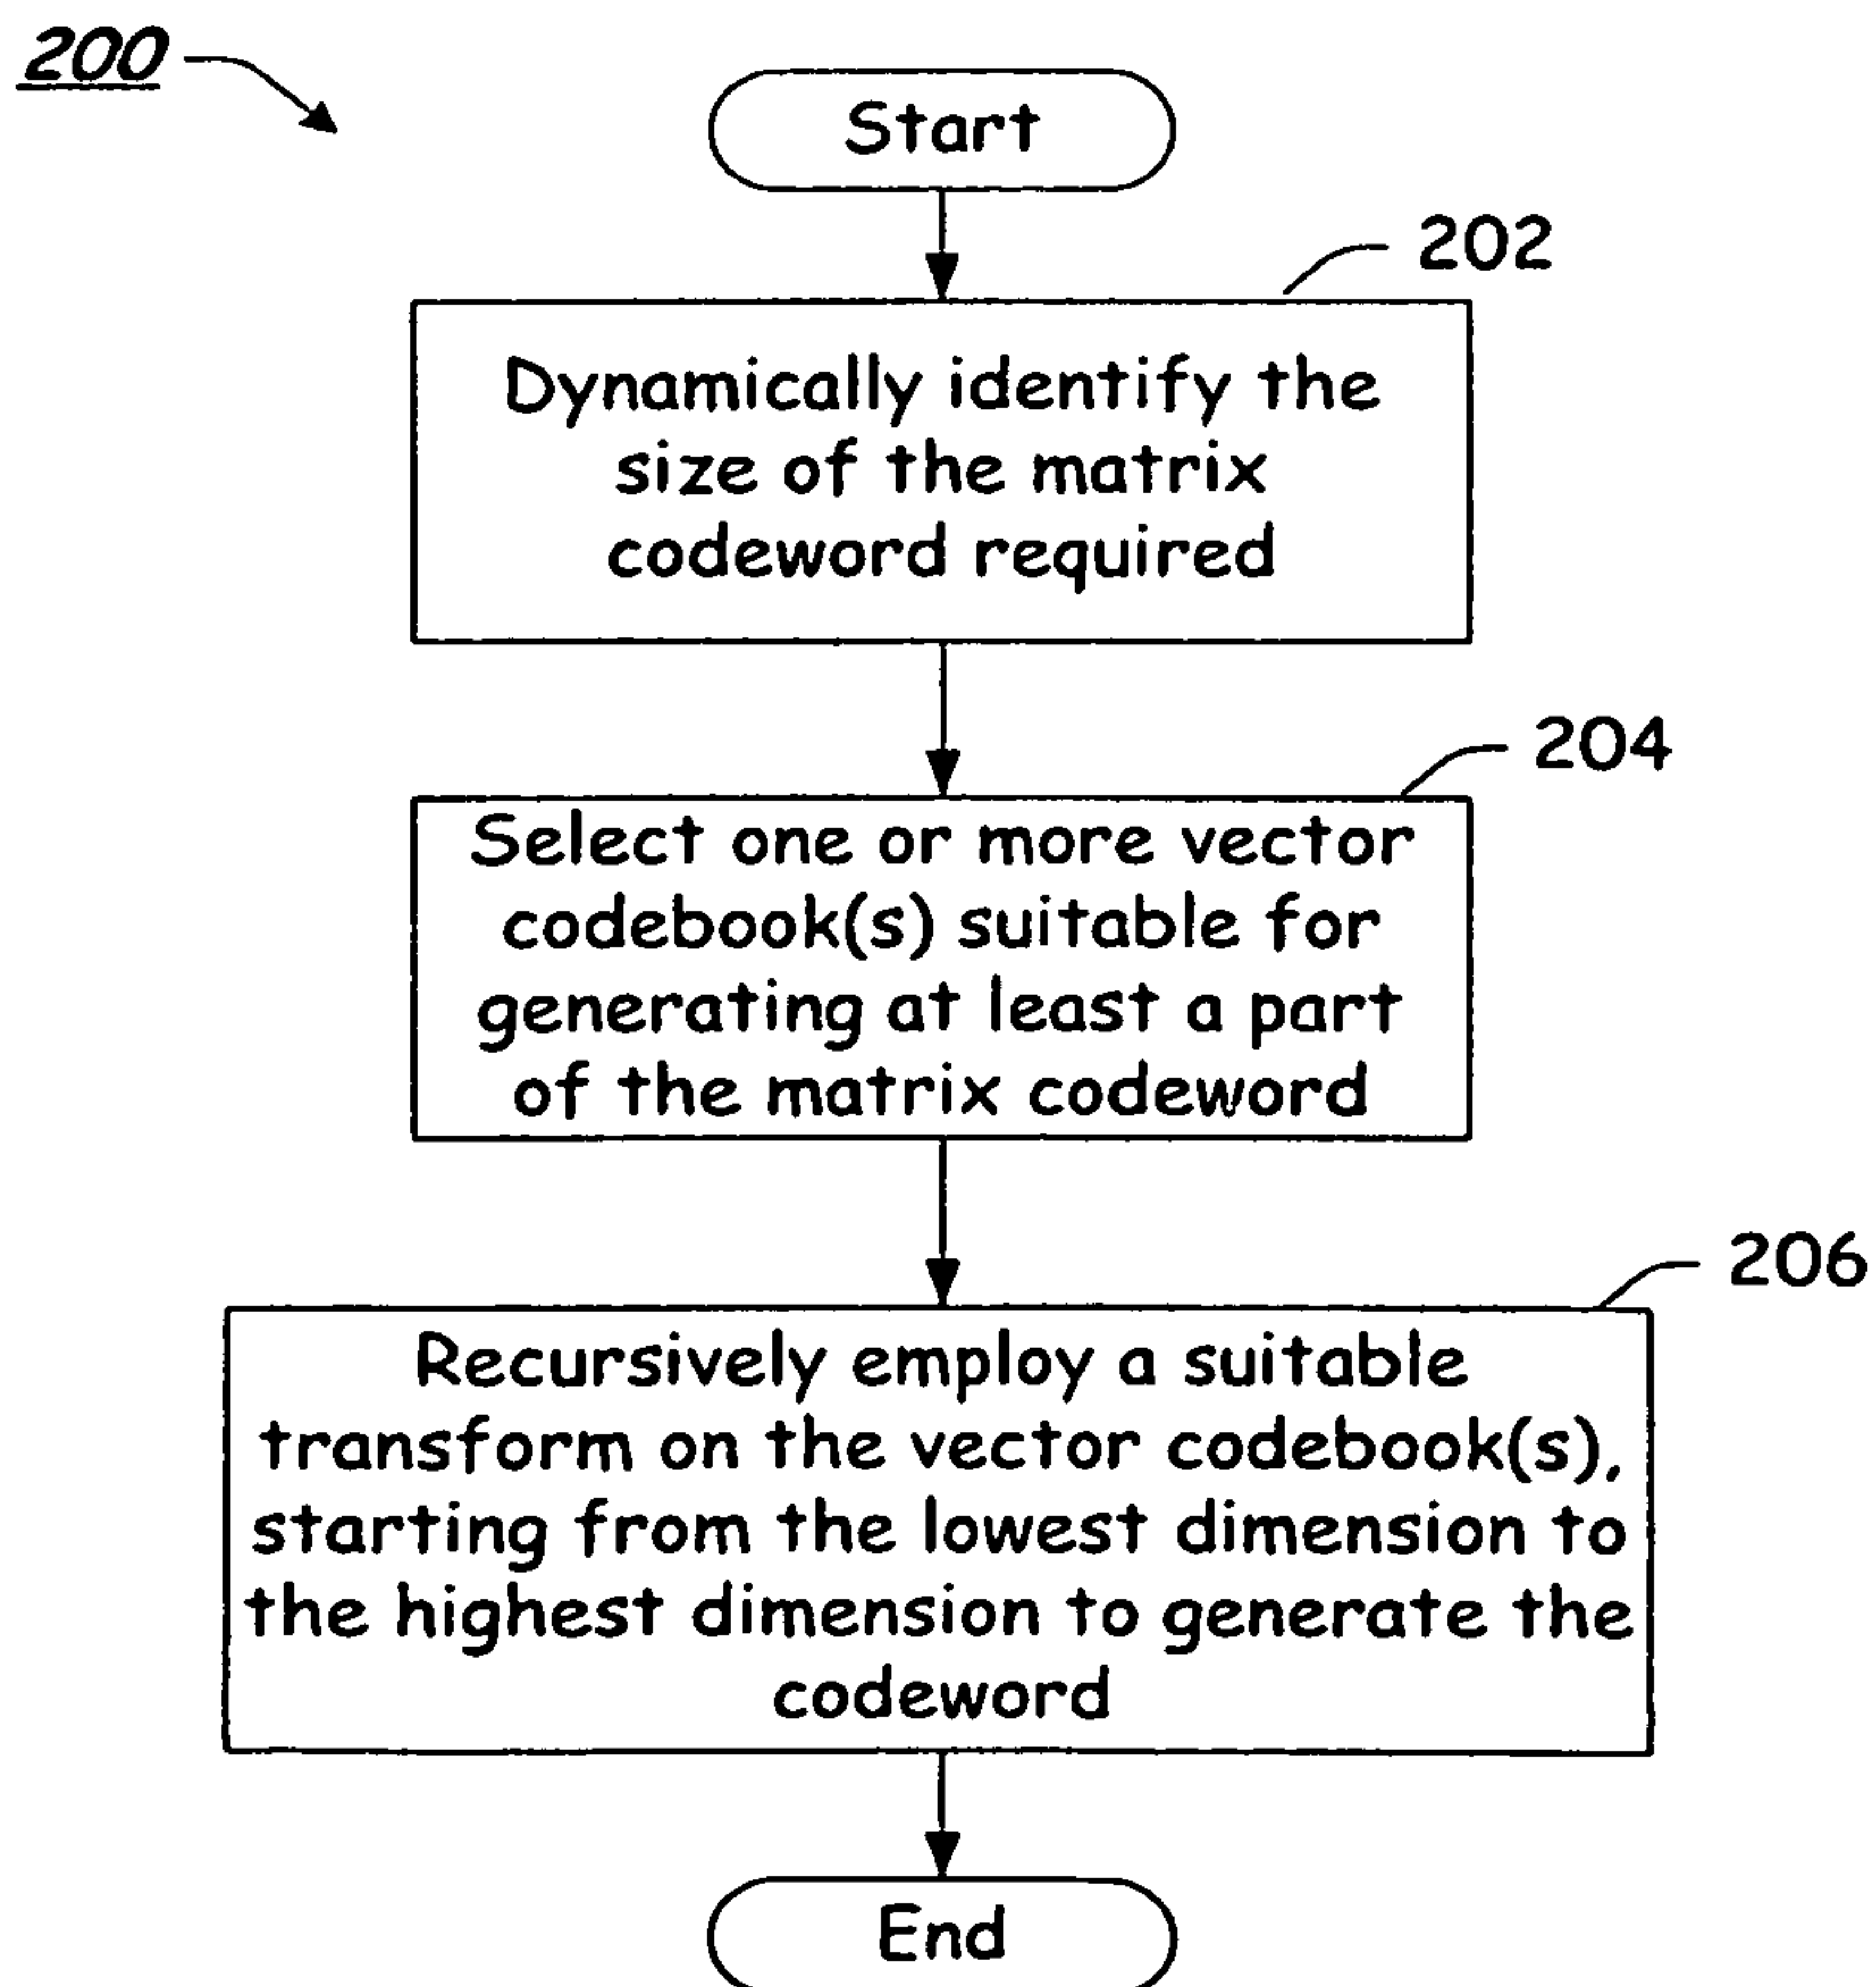 200
Start
202
Dynamically identify the
size of the matrix
codeword required
204
Select one or more vector
codebook(s) suitable for
generating at least a part
of the matrix codeword
206
Recursively employ a suitable
transform on the vector codebook(s),
starting from the lowest dimension to
the highest dimension to generate the
codeword
End